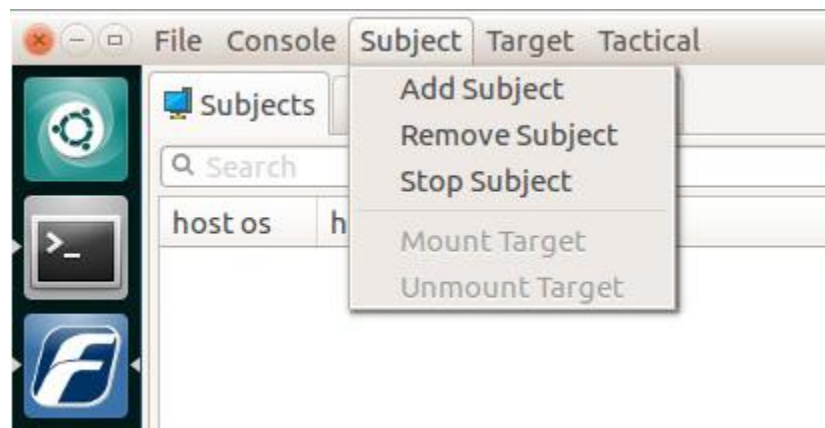 File Console Subject Target Tactical
Subjects
Add Subject
Remove Subject
Search
Stop Subject
host os h
Mount Target
Unmount Target
>_
F